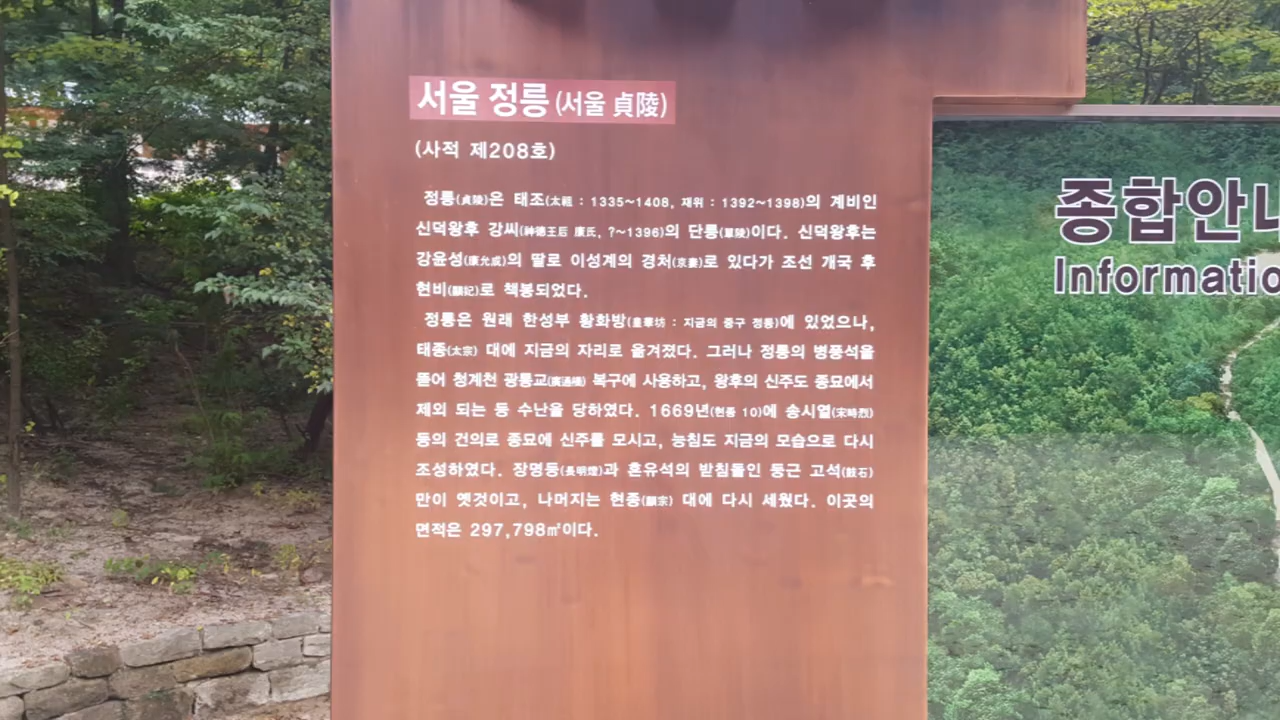 서울 정릉(서울 貞陵)
(사적 제208호)
정릉(貞陵)은 태조(太祖 : 1335~1408, 재위 : 1392~1398)의 계비인
신덕왕후 강씨(神德王后 康氏, ?~1396)의 단릉(單陵)이다. 신덕왕후는
강윤성(康允成)의 딸로 이성계의 경처(京妻)로 있다가 조선 개국 후
현비(顯妃)로 책봉되었다.
정릉은 원래 한성부 황화방(皇華坊 : 지금의 중구 정동)에 있었으나,
태종(太宗) 대에 지금의 자리로 옮겨졌다. 그러나 정릉의 병풍석을
뜯어 청계천 광통교(廣通橋) 복구에 사용하고, 왕후의 신주도 종묘에서
제외 되는 등 수난을 당하였다. 1669년(현종 10)에 송시열(宋時烈)
등의 건의로 종묘에 신주를 모시고, 능침도 지금의 모습으로 다시
조성하였다. 장명등(長明燈)과 혼유석의 받침돌인 둥근 고석(鼓石)
만이 옛것이고, 나머지는 현종(顯宗) 대에 다시 세웠다. 이곳의
면적은 297,798㎡이다.
종합안내
Informatio